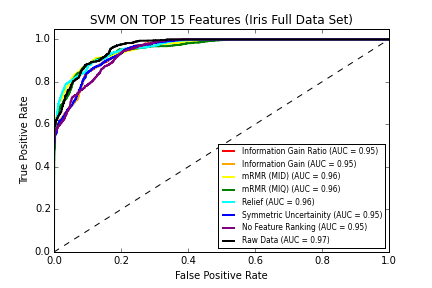 SVM ON TOP 15 Features (Iris Full Data Set)
1.0
0.8
0.6
0.4
0.2
0.0
True Positive Rate
Information Gain Ratio (AUC = 0.95)
Information Gain (AUC = 0.95)
mRMR (MID) (AUC = 0.96)
mRMR (MIQ) (AUC = 0.96)
Relief (AUC = 0.96)
Symmetric Uncertainity (AUC = 0.95)
No Feature Ranking (AUC = 0.95)
Raw Data (AUC = 0.97)
0.0 0.2 0.4 0.6 0.8 1.0
False Positive Rate